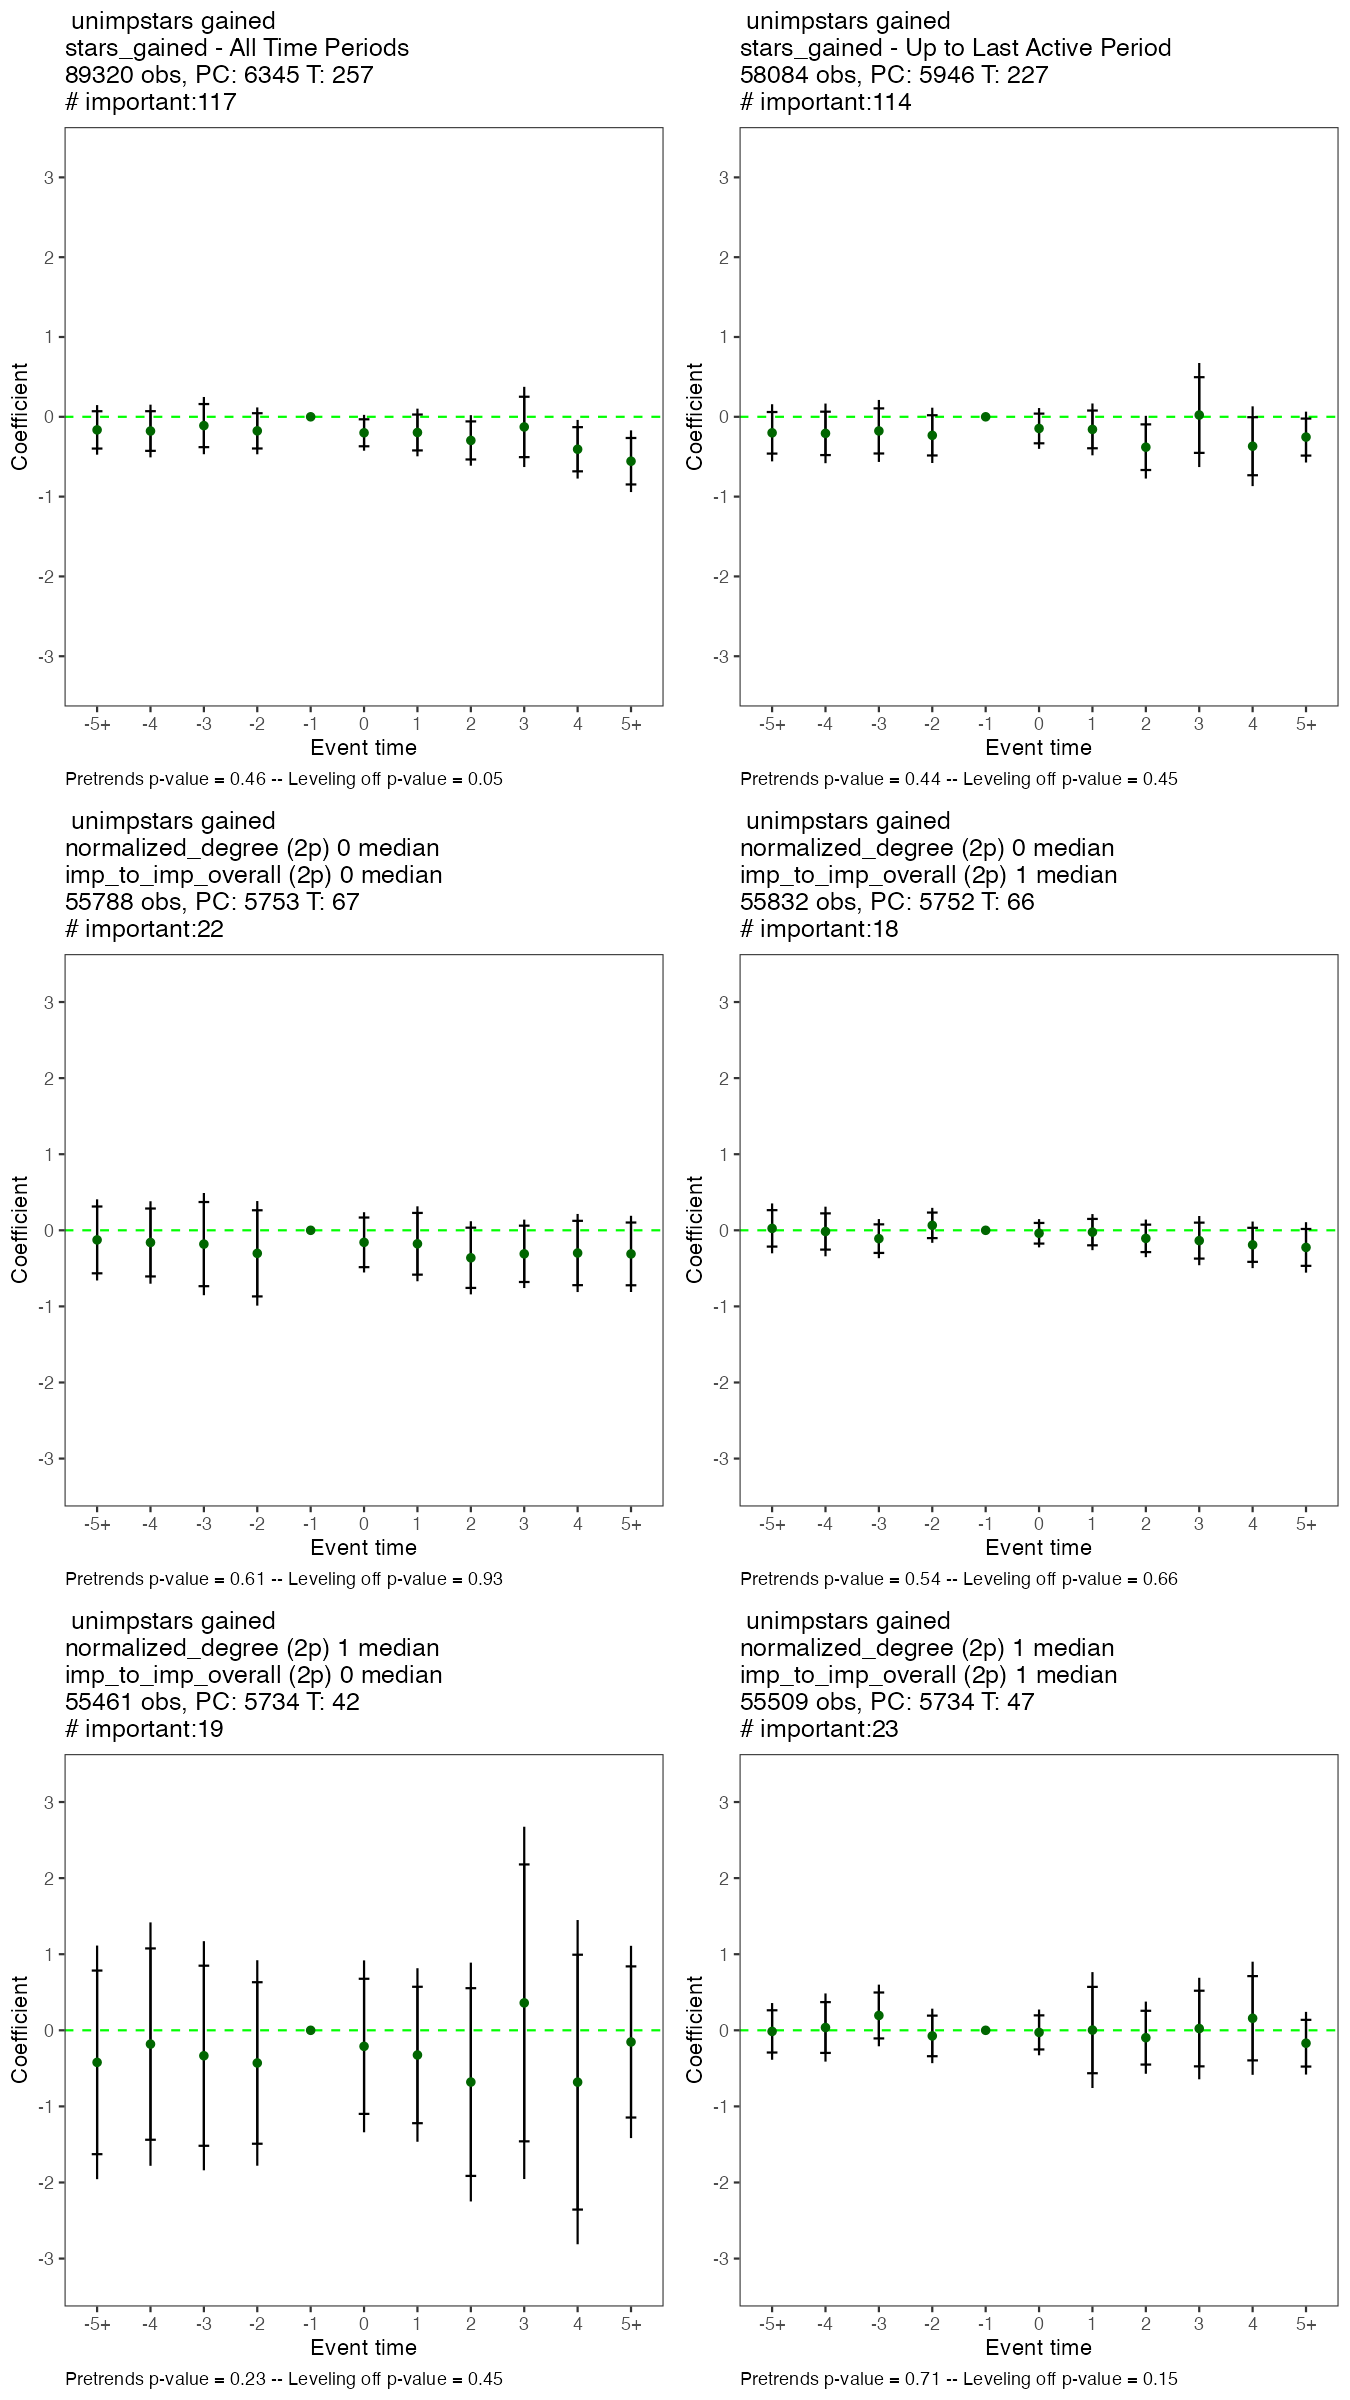 unimpstars gained
stars_gained - All Time Periods
89320 obs, PC: 6345 T: 257
# important:117
3
2
1
0
-1
-2
-3
Coefficient
-5+ -4 -3 -2 -1 0 1 2 3 4 5+
Event time
Pretrends p-value = 0.46 -- Leveling off p-value = 0.05
unimpstars gained
stars_gained - Up to Last Active Period
58084 obs, PC: 5946 T: 227
# important:114
3
2
1
0
-1
-2
-3
Coefficient
-5+ -4 -3 -2 -1 0 1 2 3 4 5+
Event time
Pretrends p-value = 0.44 -- Leveling off p-value = 0.45
unimpstars gained
normalized_degree (2p) 0 median
imp_to_imp_overall (2p) 0 median
55788 obs, PC: 5753 T: 67
# important:22
3
2
1
0
-1
-2
-3
Coefficient
-5+ -4 -3 -2 -1 0 1 2 3 4 5+
Event time
Pretrends p-value = 0.61 -- Leveling off p-value = 0.93
unimpstars gained
normalized_degree (2p) 0 median
imp_to_imp_overall (2p) 1 median
55832 obs, PC: 5752 T: 66
# important:18
3
2
1
0
-1
-2
-3
Coefficient
-5+ -4 -3 -2 -1 0 1 2 3 4 5+
Event time
Pretrends p-value = 0.54 -- Leveling off p-value = 0.66
unimpstars gained
normalized_degree (2p) 1 median
imp_to_imp_overall (2p) 0 median
55461 obs, PC: 5734 T: 42
# important:19
3
2
1
0
-1
-2
-3
Coefficient
-5+ -4 -3 -2 -1 0 1 2 3 4 5+
Event time
Pretrends p-value = 0.23 -- Leveling off p-value = 0.45
unimpstars gained
normalized_degree (2p) 1 median
imp_to_imp_overall (2p) 1 median
55509 obs, PC: 5734 T: 47
# important:23
3
2
1
0
-1
-2
-3
Coefficient
-5+ -4 -3 -2 -1 0 1 2 3 4 5+
Event time
Pretrends p-value = 0.71 -- Leveling off p-value = 0.15